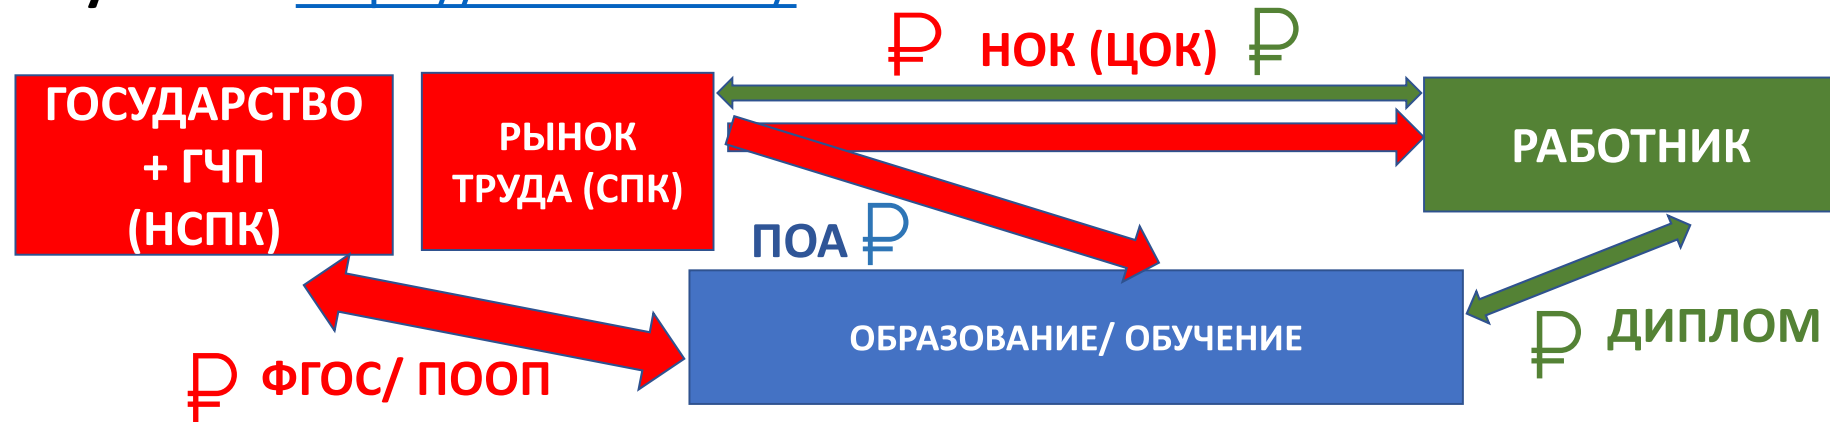 ₽ НОК (ЦОК) ₽
ГОСУДАРСТВО
+ ГЧП
(НСПК)
РЫНОК
ТРУДА (СПК)
РАБОТНИК
ПОА ₽
ОБРАЗОВАНИЕ/ ОБУЧЕНИЕ
₽ ДИПЛОМ
₽ ФГОС/ ПООП